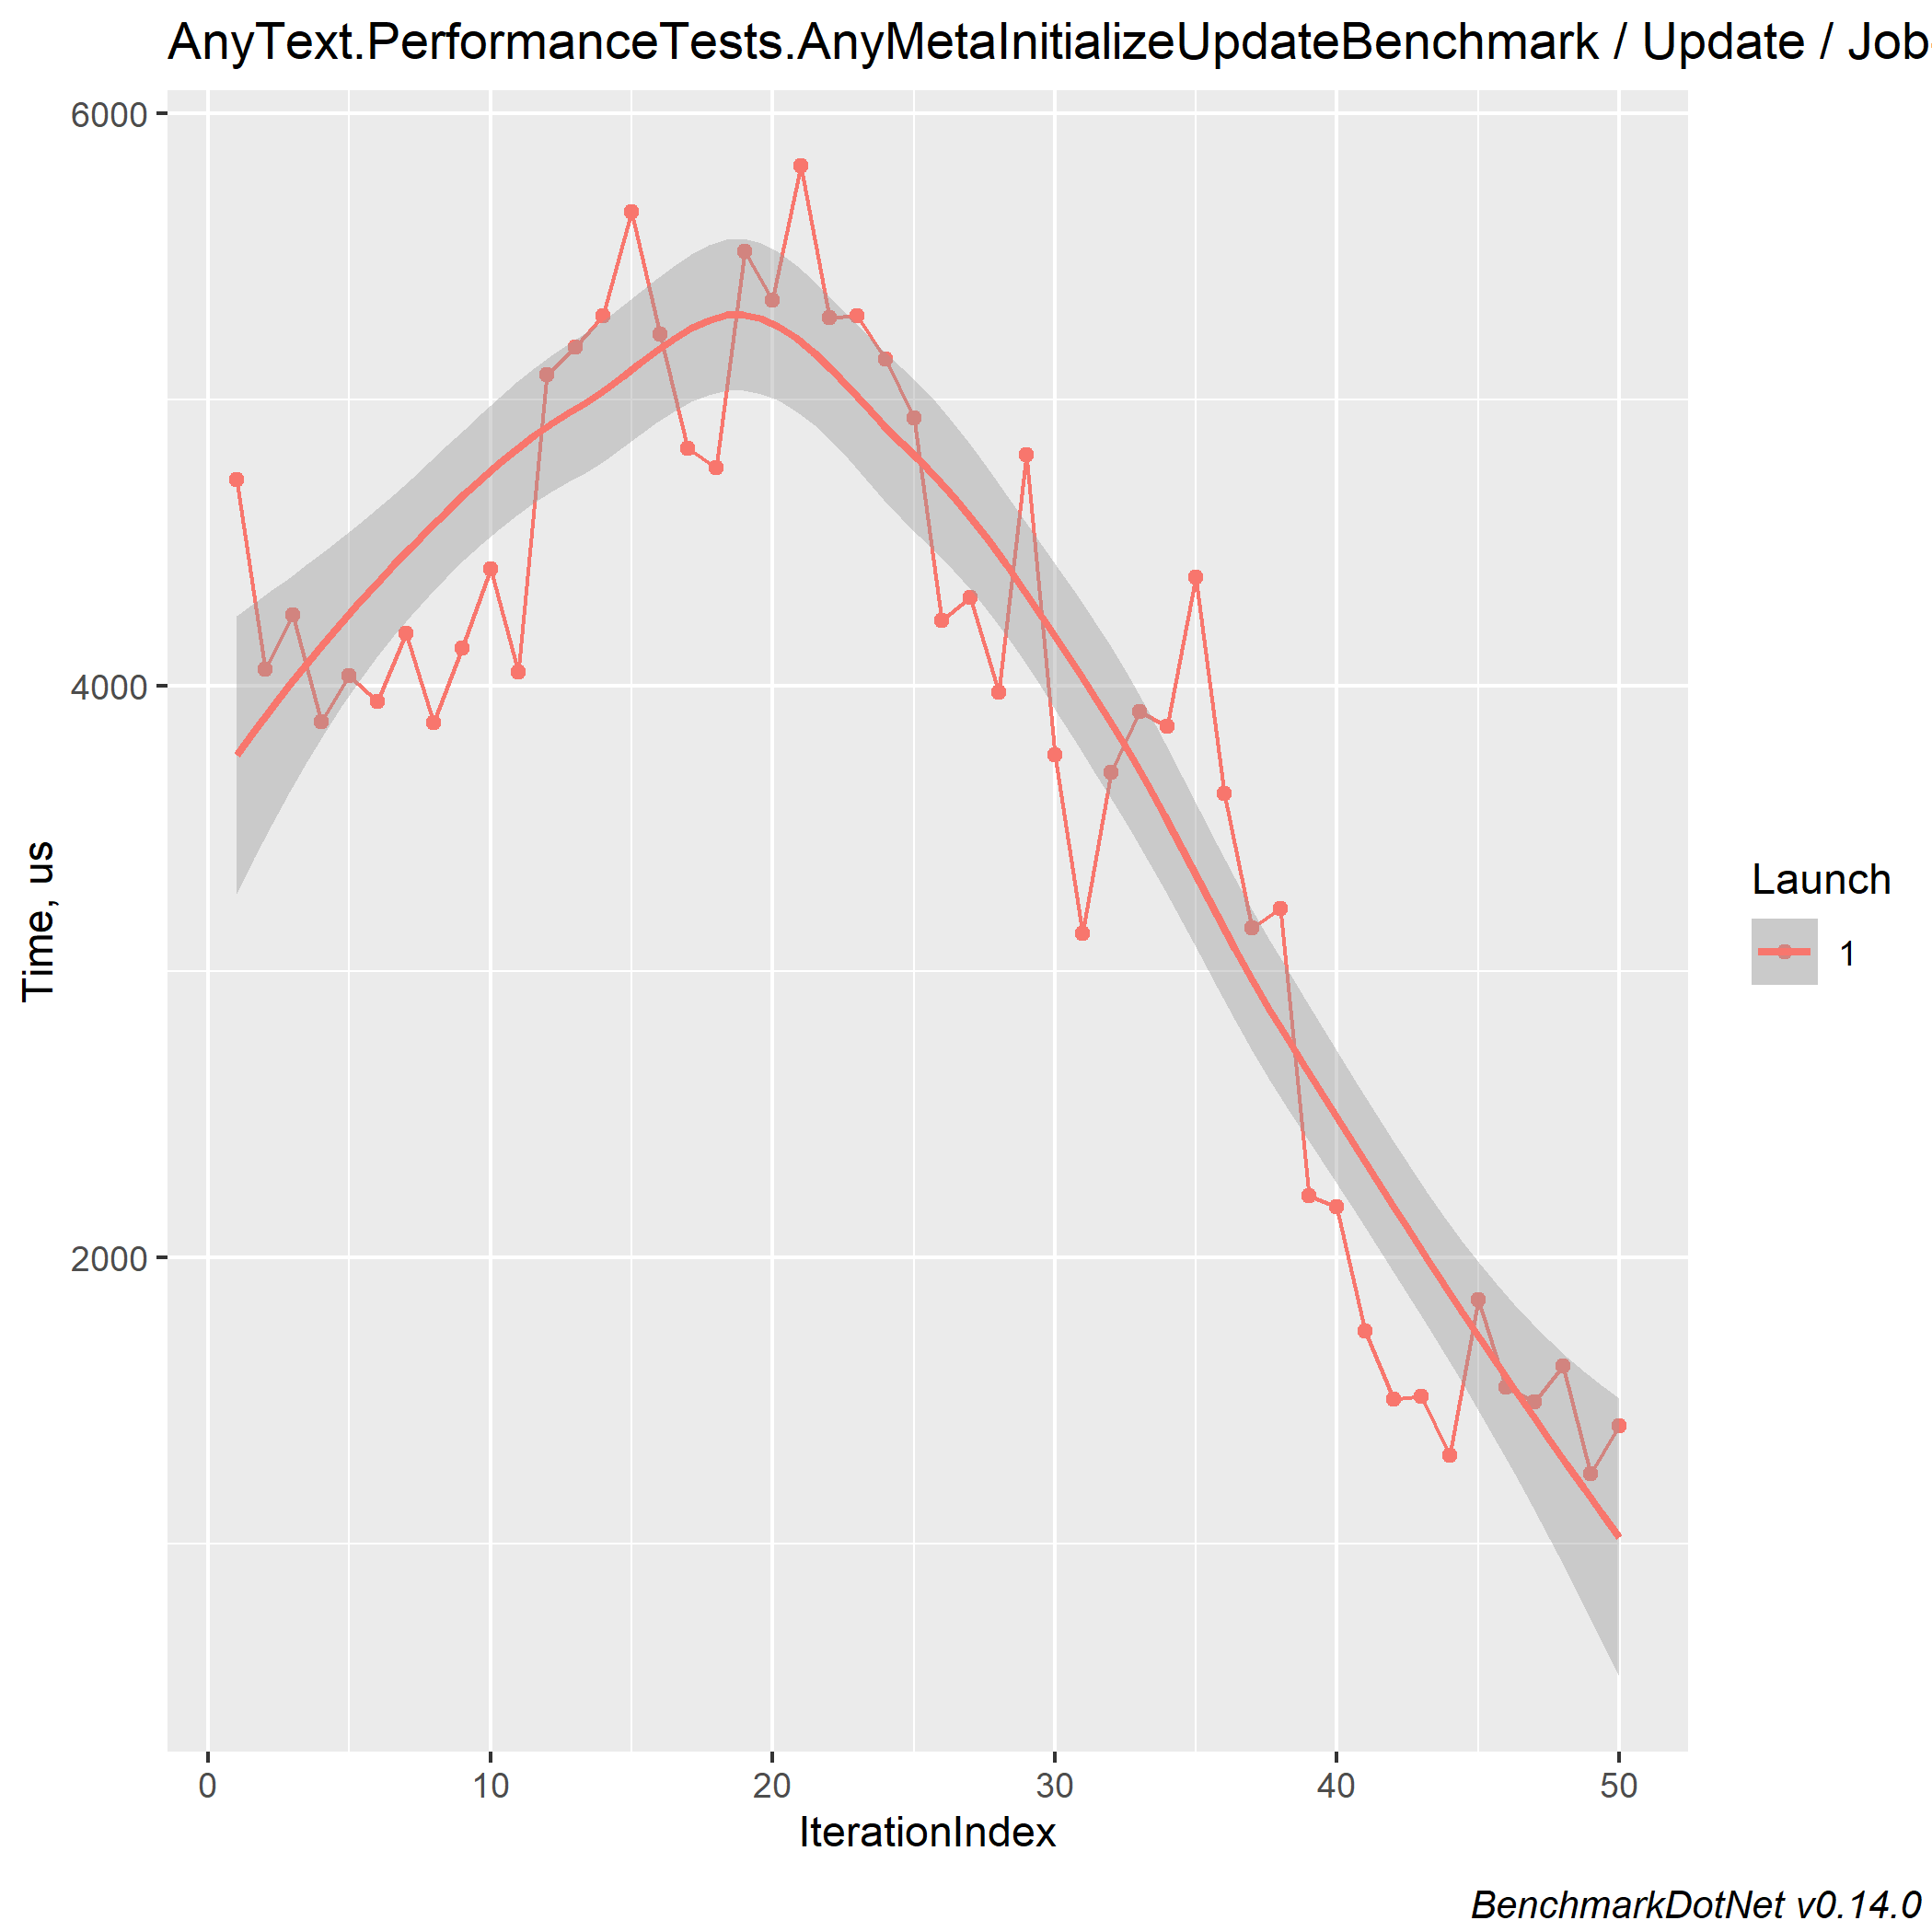 AnyText.PerformanceTests.AnyMetaInitializeUpdateBenchmark / Update / Job
6000
4000
2000
Time, us
0 10 20 30 40 50
IterationIndex
Launch
1
BenchmarkDotNet v0.14.0